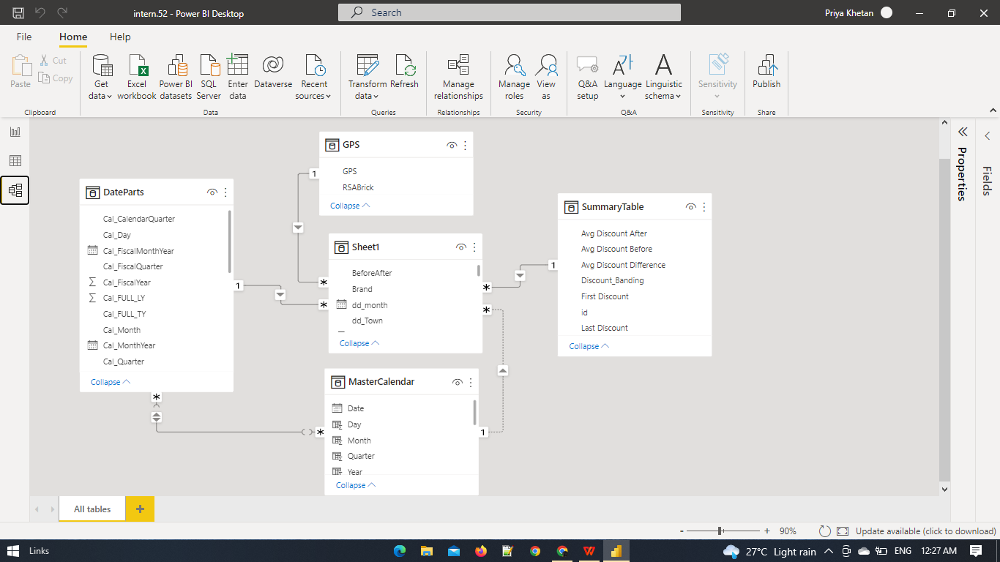 intern.52 - Power BI Desktop
Search
Priya Khetan
File
Home
Help
Paste
Cut
Copy
Clipboard
Get data
Excel workbook
Power BI datasets
SQL Server
Enter data
Dataverse
Recent sources
Data
Transform data
Refresh
Queries
Manage relationships
Relationships
Manage roles
View as
Security
Q&A setup
Language
Linguistic schema
Q&A
Sensitivity
Sensitivity
Publish
Share
GPS
GPS
RSABrick
Collapse
DateParts
Cal_CalendarQuarter
Cal_Day
Cal_FiscalMonthYear
Cal_FiscalQuarter
Cal_FiscalYear
Cal_FULL_LY
Cal_FULL_TY
Cal_Month
Cal_MonthYear
Cal_Quarter
Collapse
Sheet1
BeforeAfter
Brand
dd_month
dd_Town
Collapse
SummaryTable
Avg Discount After
Avg Discount Before
Avg Discount Difference
Discount_Banding
First Discount
id
Last Discount
Collapse
MasterCalendar
Date
Day
Month
Quarter
Year
Collapse
1
*
1
*
*
1
*
1
*
*
Properties
Fields
All tables
+
- + 90%
Update available (click to download)
Links
27°C Light rain
ENG
12:27 AM